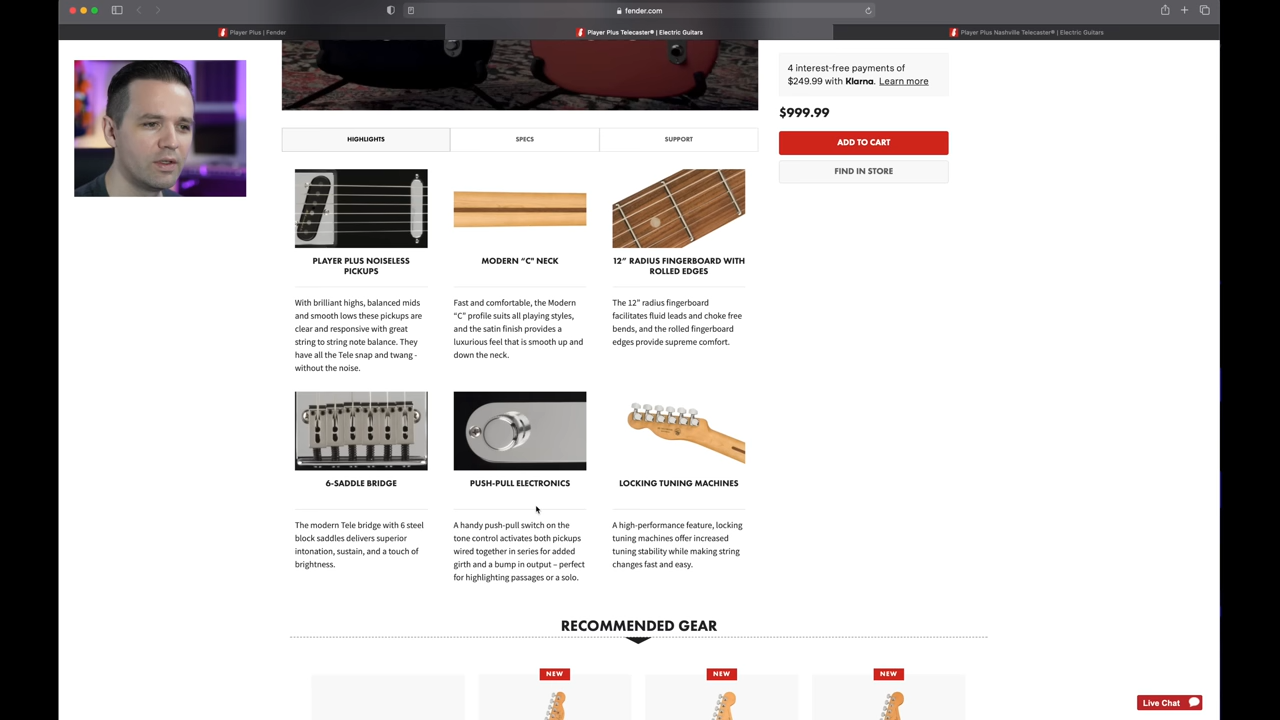 fender.com
Player Plus | Fender
Player Plus Telecaster® | Electric Guitars
Player Plus Nashville Telecaster® | Electric Guitars
4 interest-free payments of
$249.99 with Klarna. Learn more
$999.99
ADD TO CART
FIND IN STORE
HIGHLIGHTS
SPECS
SUPPORT
PLAYER PLUS NOISELESS
PICKUPS
With brilliant highs, balanced mids
and smooth lows these pickups are
clear and responsive with great
string to string note balance. They
have all the Tele snap and twang -
without the noise.
MODERN “C" NECK
Fast and comfortable, the Modern
“C” profile suits all playing styles,
and the satin finish provides a
luxurious feel that is smooth up and
down the neck.
12” RADIUS FINGERBOARD WITH
ROLLED EDGES
The 12” radius fingerboard
facilitates fluid leads and choke free
bends, and the rolled fingerboard
edges provide supreme comfort.
6-SADDLE BRIDGE
The modern Tele bridge with 6 steel
block saddles delivers superior
intonation, sustain, and a touch of
brightness.
PUSH-PULL ELECTRONICS
A handy push-pull switch on the
tone control activates both pickups
wired together in series for added
girth and a bump in output – perfect
for highlighting passages or a solo.
LOCKING TUNING MACHINES
A high-performance feature, locking
tuning machines offer increased
tuning stability while making string
changes fast and easy.
RECOMMENDED GEAR
NEW
NEW
NEW
Live Chat